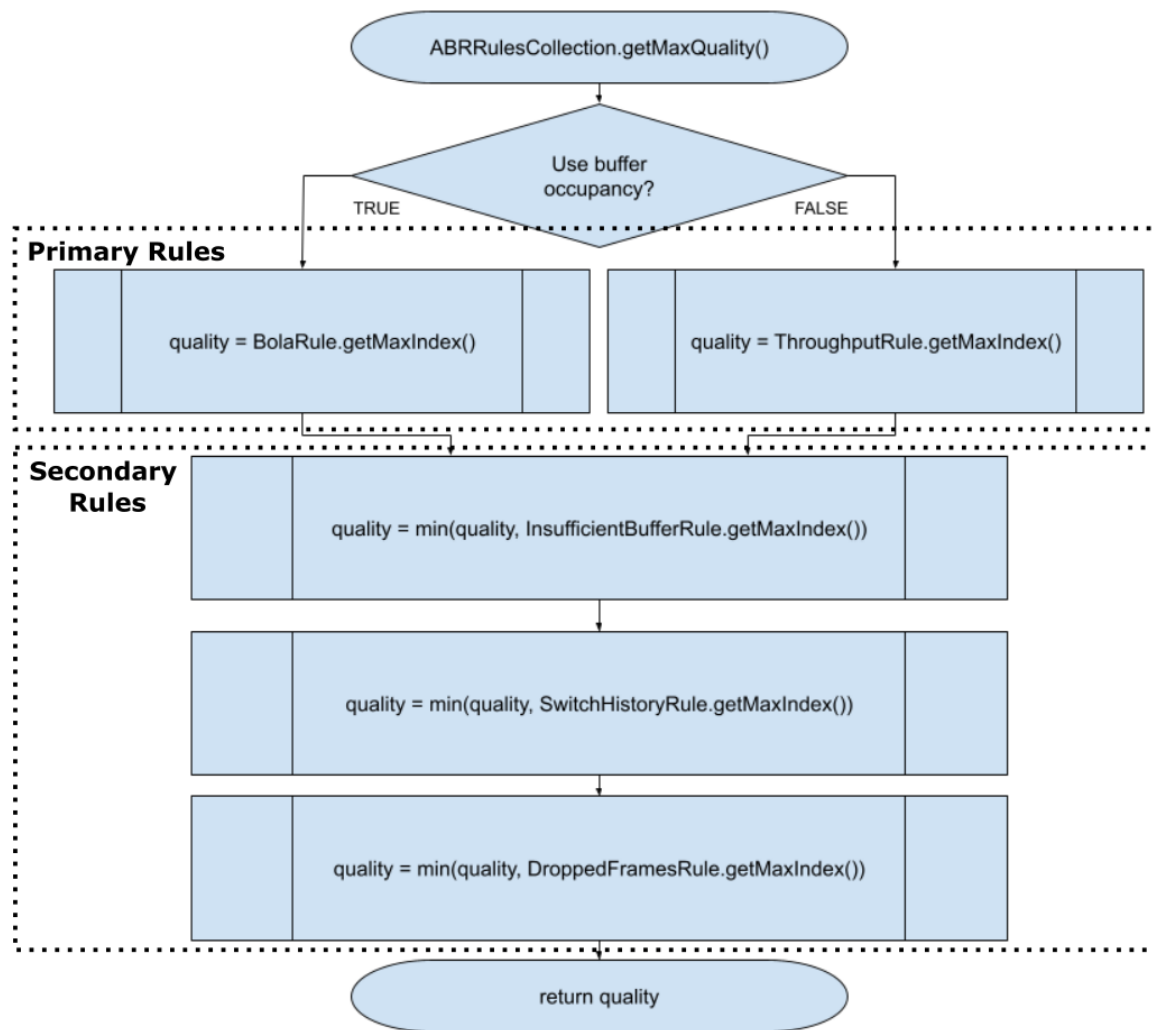 ABRRulesCollection.getMaxQuality()
Use buffer
occupancy?
TRUE
FALSE
Primary Rules
quality = BolaRule.getMaxIndex()
quality = ThroughputRule.getMaxIndex()
Secondary
Rules
quality = min(quality, InsufficientBufferRule.getMaxIndex())
quality = min(quality, SwitchHistoryRule.getMaxIndex())
quality = min(quality, DroppedFramesRule.getMaxIndex())
return quality